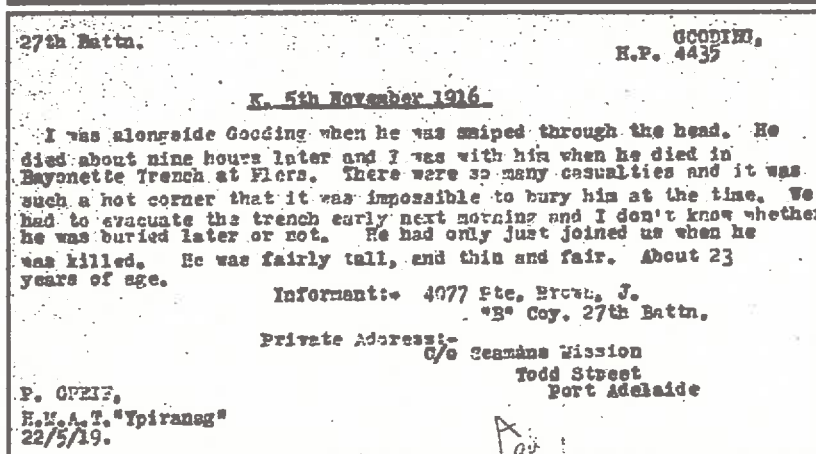 27th Battn.
GOODING,
H.P. 4435
K. 5th November 1916
I was alongside Gooding when he was sniped through the head. He
died about nine hours later and I was with him when he died in
Bayonette Trench at Flers. There were so many casualties and it was
such a hot corner that it was impossible to bury him at the time. We
had to evacuate the trench early next morning and I don't know whether
he was buried later or not. He had only just joined us when he
was killed. He was fairly tall, and thin and fair. About 23
years of age.
Informant:- 4077 Pte. Brown, J.
"B" Coy. 27th Battn.
Private Address:-
C/o Seamans Mission
Todd Street
Port Adelaide
P.
H.M.A.T. "Ypiranag"
22/5/19.